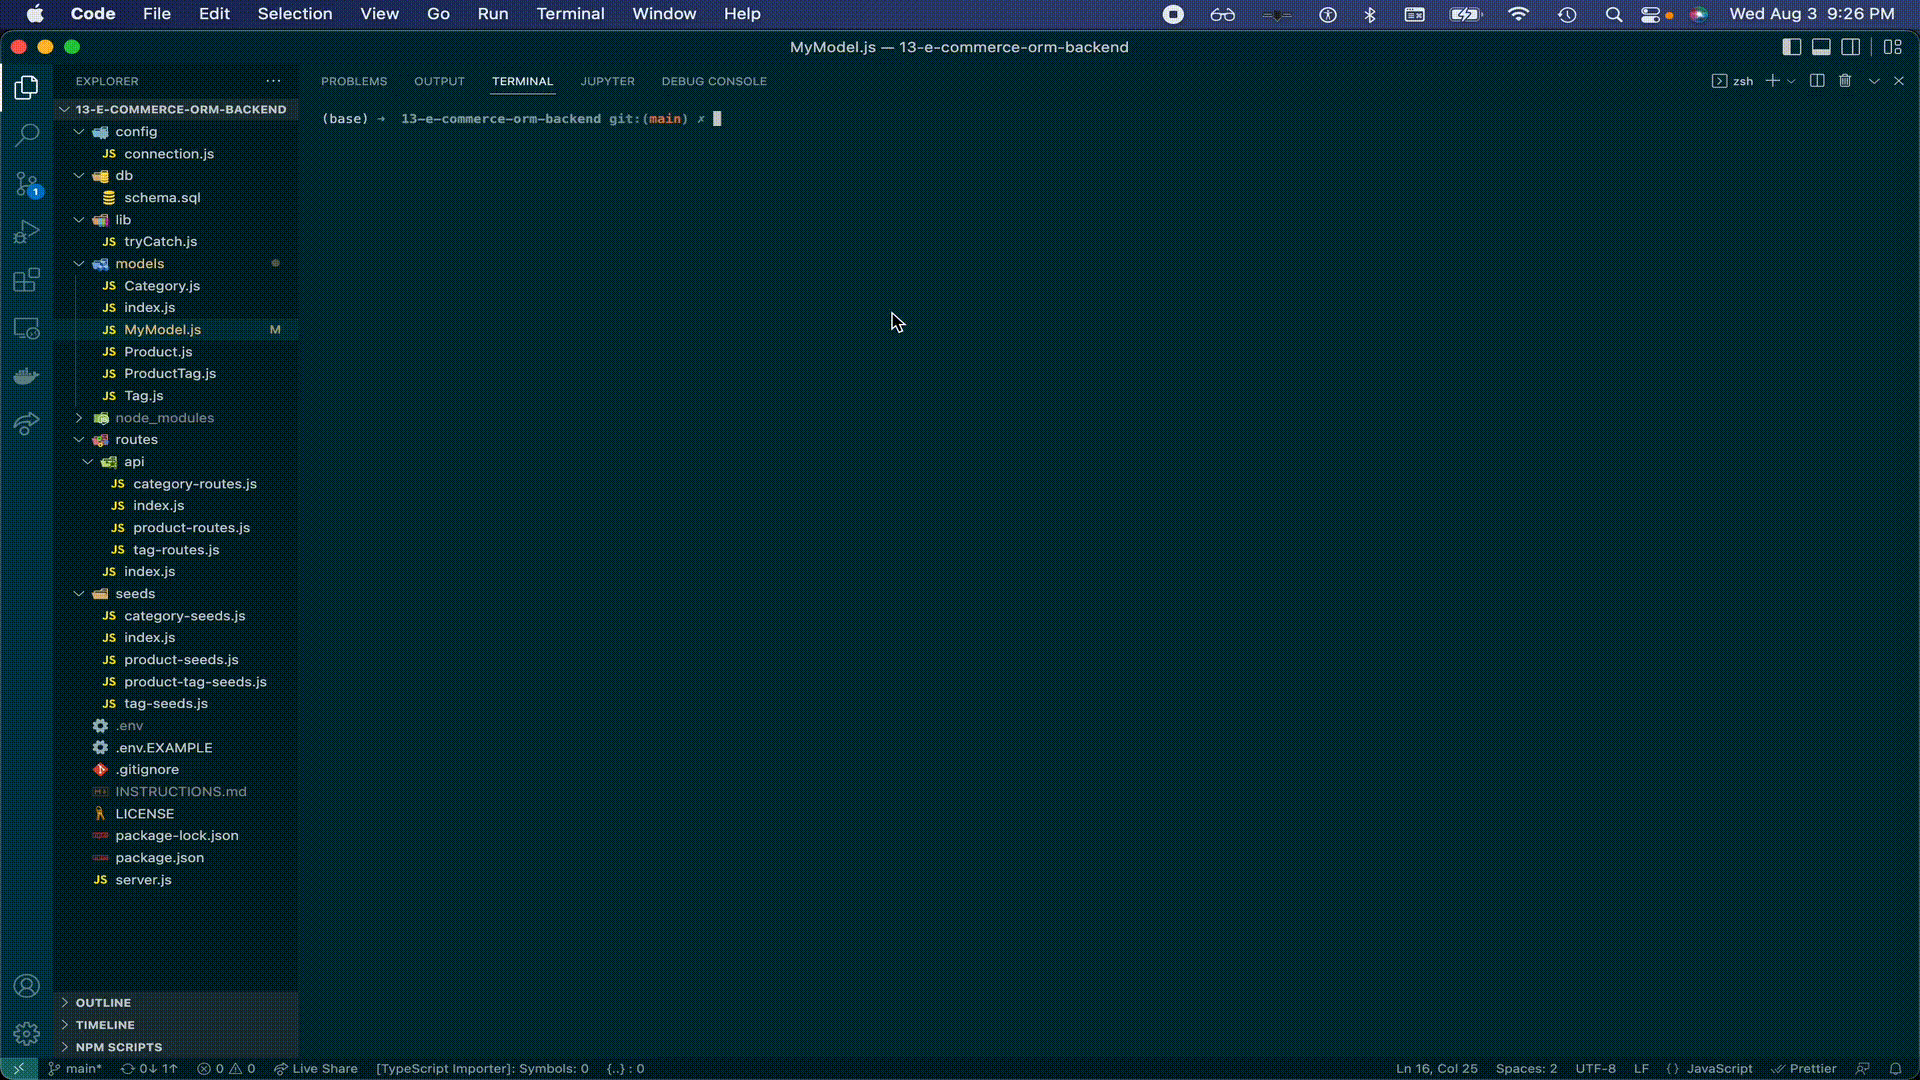 Code File Edit Selection View Go Run Terminal Window Help Wed Aug 3 9:26 PM
MyModel.js — 13-e-commerce-orm-backend
EXPLORER
13-E-COMMERCE-ORM-BACKEND
config
JS connection.js
db
schema.sql
lib
JS tryCatch.js
models
JS Category.js
JS index.js
JS MyModel.js M
JS Product.js
JS ProductTag.js
JS Tag.js
node_modules
routes
api
JS category-routes.js
JS index.js
JS product-routes.js
JS tag-routes.js
JS index.js
seeds
JS category-seeds.js
JS index.js
JS product-seeds.js
JS product-tag-seeds.js
JS tag-seeds.js
.env
.env.EXAMPLE
.gitignore
INSTRUCTIONS.md
LICENSE
package-lock.json
package.json
JS server.js
OUTLINE
TIMELINE
NPM SCRIPTS
1
PROBLEMS OUTPUT TERMINAL JUPYTER DEBUG CONSOLE zsh
(base) → 13-e-commerce-orm-backend git:(main) ✗
main* 0↓ 1↑ 0 0 Live Share [TypeScript Importer]: Symbols: 0 {..} : 0 Ln 16, Col 25 Spaces: 2 UTF-8 LF {} JavaScript Prettier